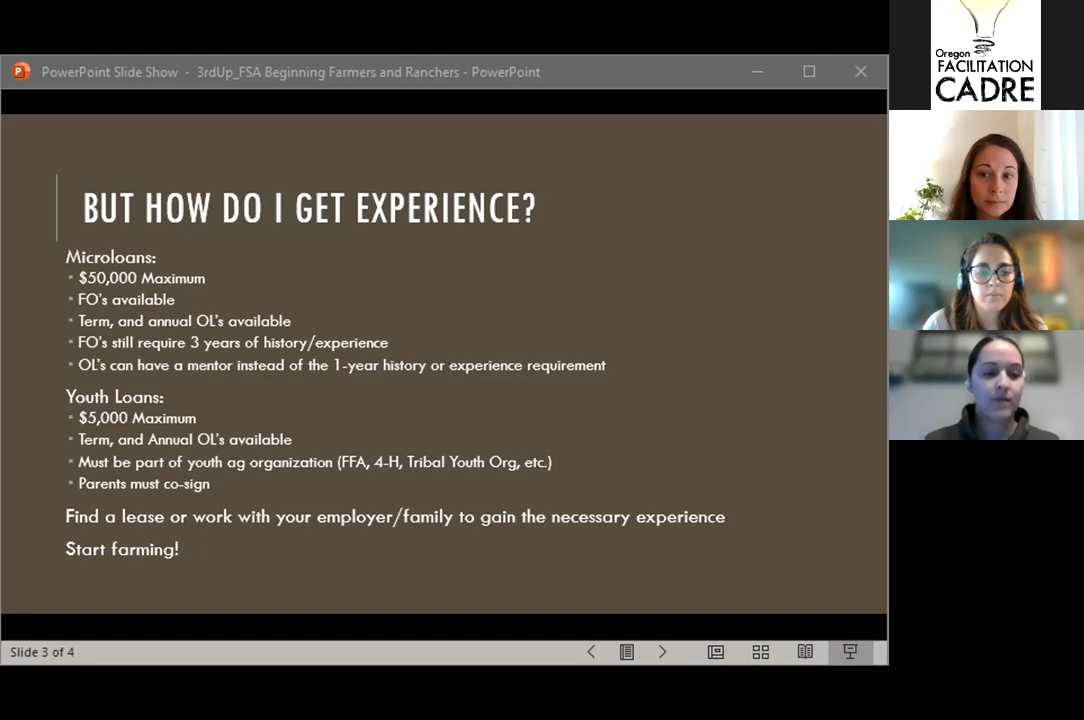 PowerPoint Slide Show - 3rdUp_FSA Beginning Farmers and Ranchers - PowerPoint
Oregon
FACILITATION
CADRE
BUT HOW DO I GET EXPERIENCE?
Microloans:
▪ $50,000 Maximum
▪ FO's available
▪ Term, and annual OL's available
▪ FO's still require 3 years of history/experience
▪ OL's can have a mentor instead of the 1-year history or experience requirement
Youth Loans:
▪ $5,000 Maximum
▪ Term, and Annual OL's available
▪ Must be part of youth ag organization (FFA, 4-H, Tribal Youth Org, etc.)
▪ Parents must co-sign
Find a lease or work with your employer/family to gain the necessary experience
Start farming!
Slide 3 of 4